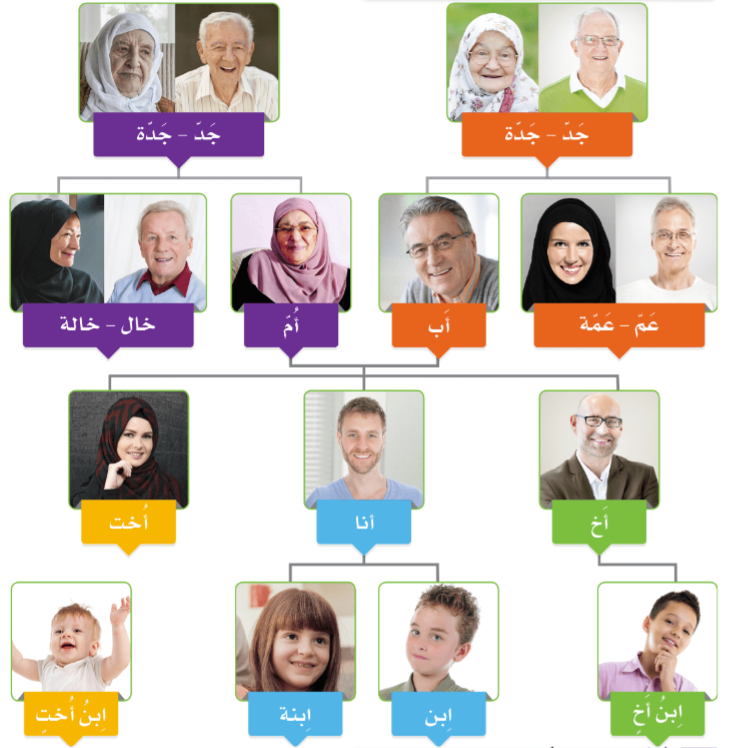 جَدّ - جَدّة
جَدّ - جَدّة
عَمّ - عَمّة
أَب
أُمّ
خال - خالة
أَخ
أنا
أُخت
اِبنُ أَخٍ
اِبن
اِبنة
اِبنُ أُختٍ